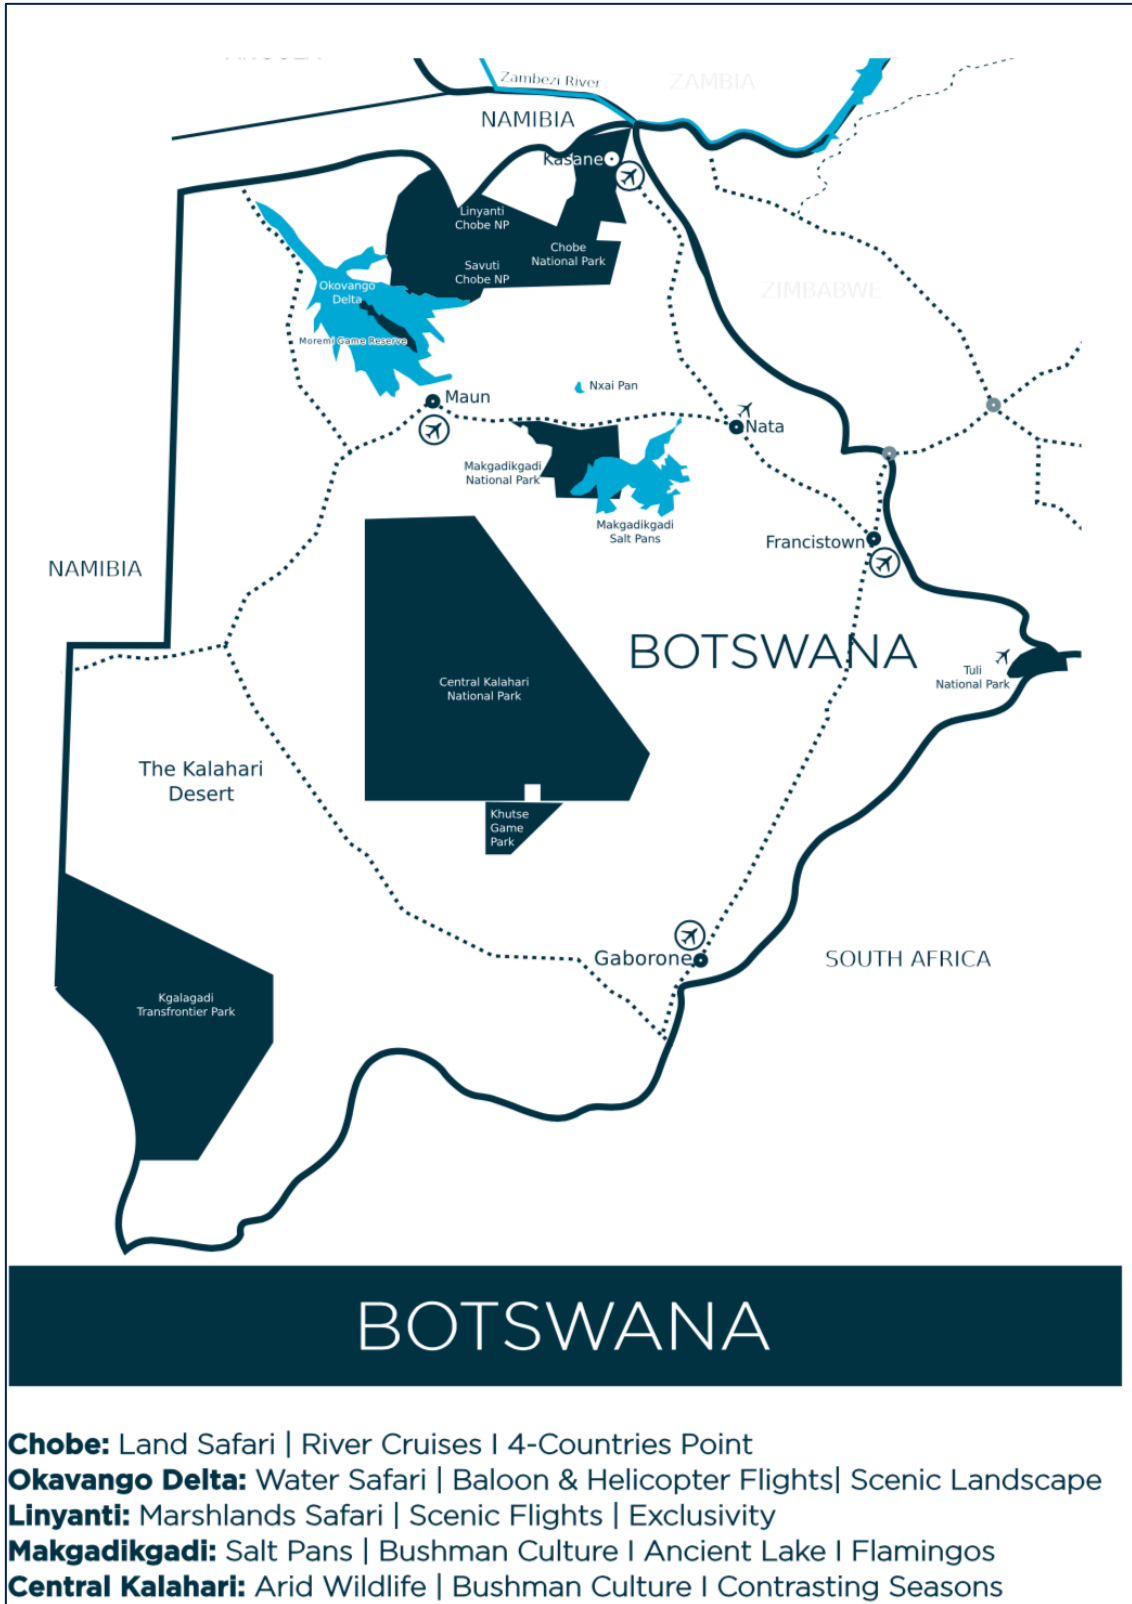 Zambezi River
ZAMBIA
NAMIBIA
Kasane
Linyanti
Chobe NP
Chobe
National Park
Savuti
Chobe NP
Okovango
Delta
ZIMBABWE
Moremi Game Reserve
Nxai Pan
Maun
Nata
Makgadikgadi
National Park
Makgadikgadi
Salt Pans
Francistown
NAMIBIA
BOTSWANA
Tuli
National Park
Central Kalahari
National Park
The Kalahari
Desert
Khutse
Game
Park
Gaborone
SOUTH AFRICA
Kgalagadi
Transfrontier Park
BOTSWANA
Chobe: Land Safari | River Cruises I 4-Countries Point
Okavango Delta: Water Safari | Baloon & Helicopter Flights| Scenic Landscape
Linyanti: Marshlands Safari | Scenic Flights | Exclusivity
Makgadikgadi: Salt Pans | Bushman Culture I Ancient Lake I Flamingos
Central Kalahari: Arid Wildlife | Bushman Culture I Contrasting Seasons